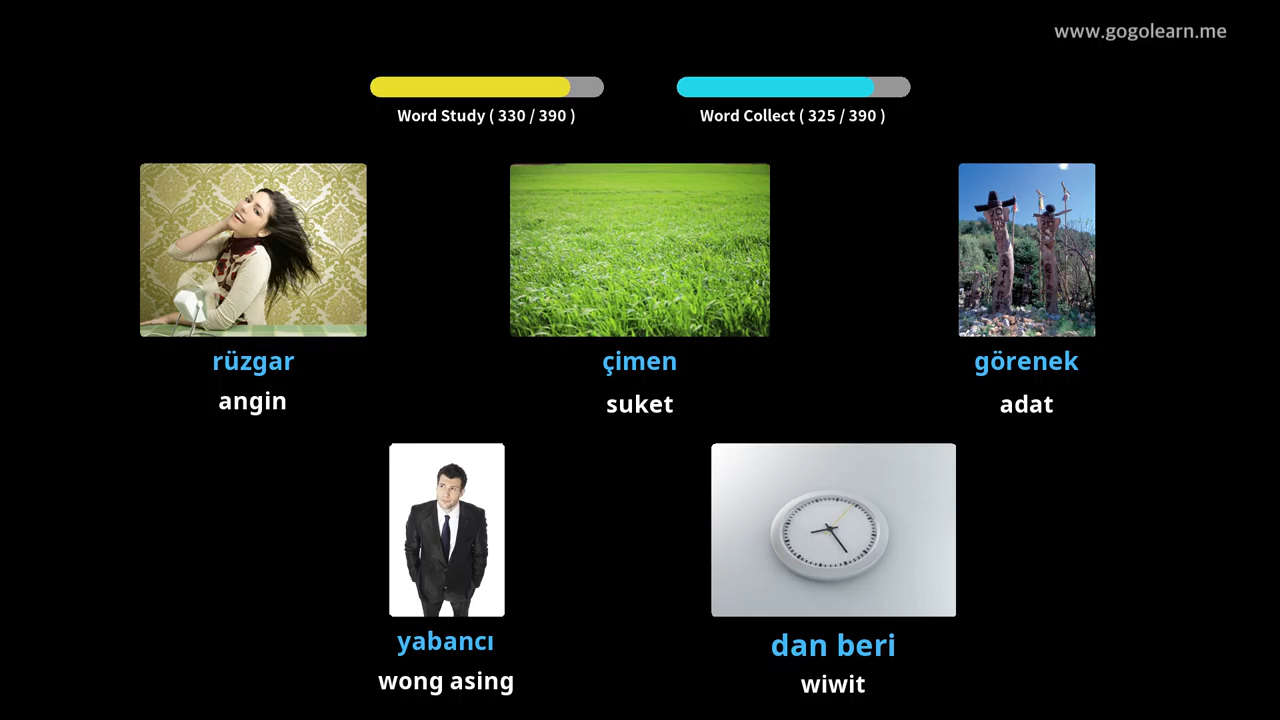 www.gogolearn.me
Word Study ( 330 / 390 )
Word Collect ( 325 / 390 )
rüzgar
angin
çimen
suket
görenek
adat
yabancı
wong asing
dan beri
wiwit